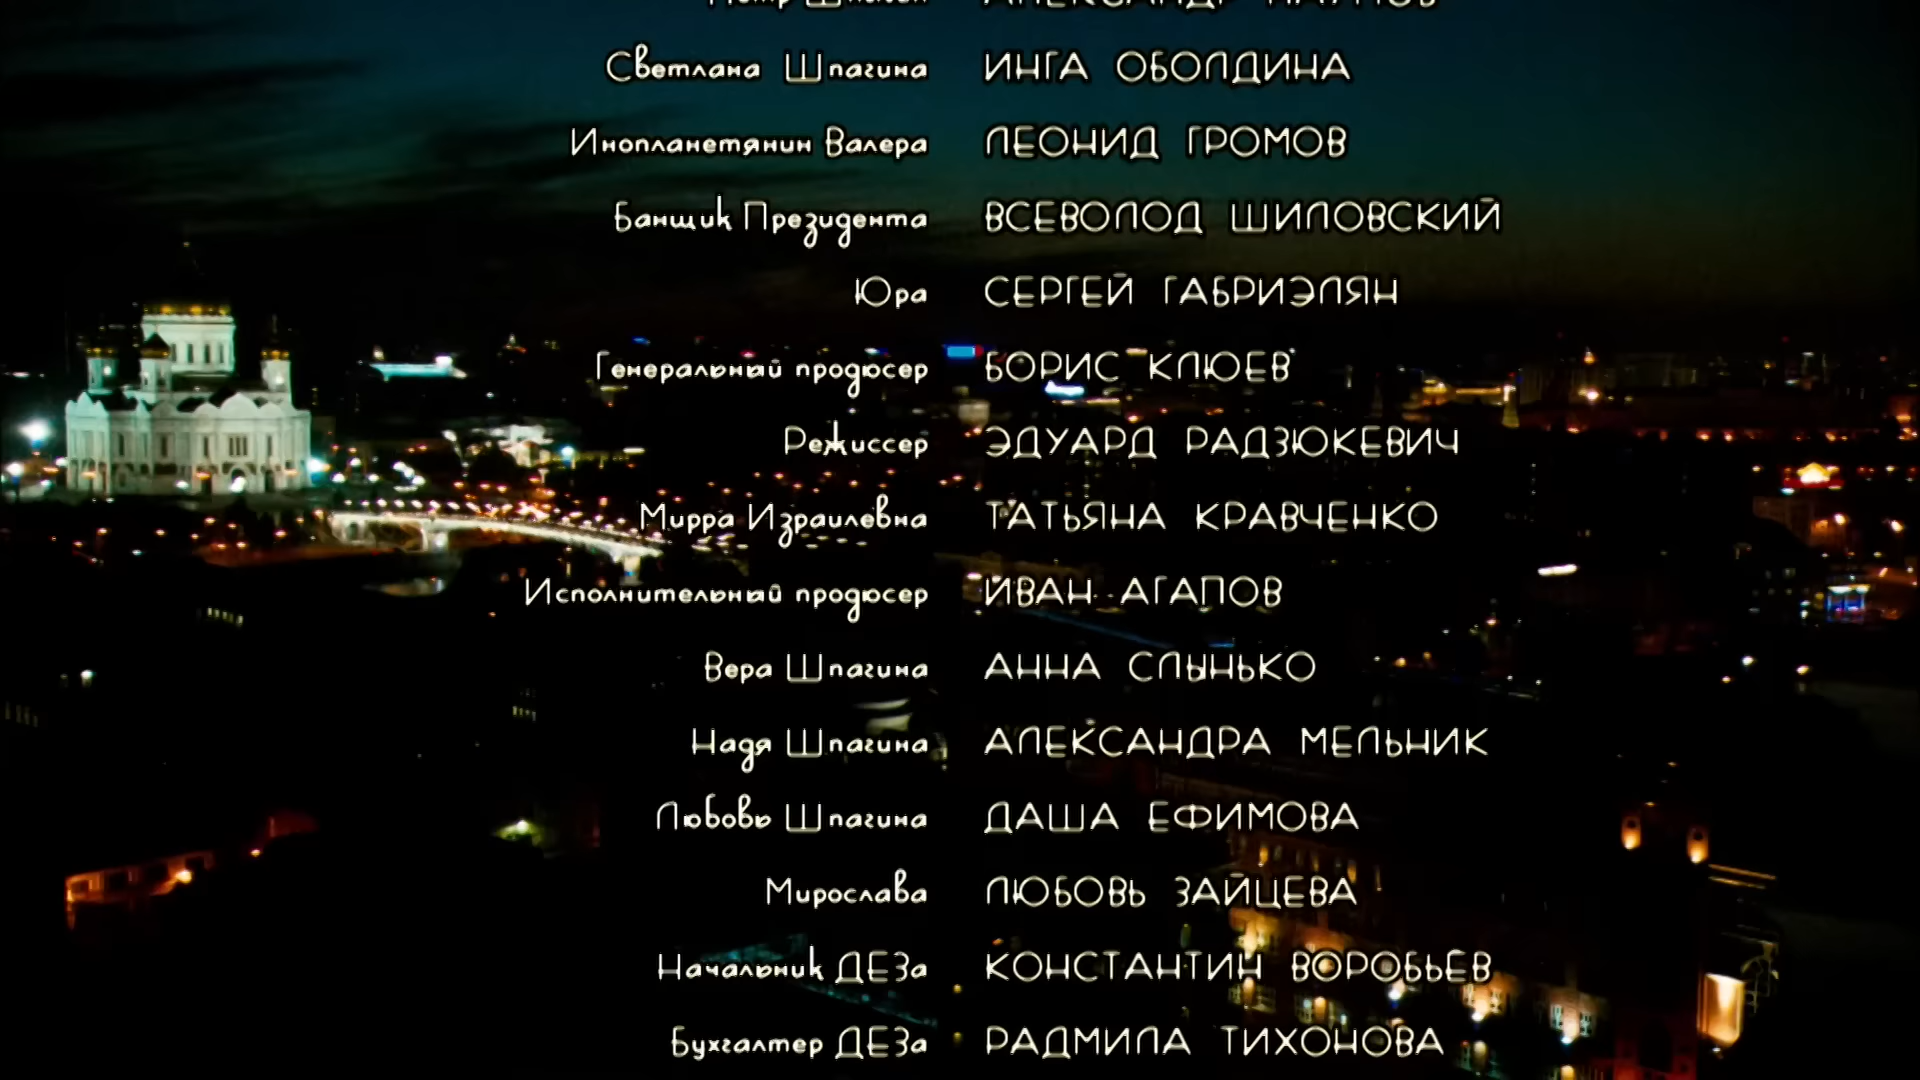 Светлана Шпагина ИНГА ОБОЛДИНА
Инопланетянин Валера ЛЕОНИД ГРОМОВ
Банщик Президента ВСЕВОЛОД ШИЛОВСКИЙ
Юра СЕРГЕЙ ГАБРИЭЛЯН
Генеральный продюсер БОРИС КЛЮЕВ
Режиссер ЭДУАРД РАДЗЮКЕВИЧ
Мирра Израилевна ТАТЬЯНА КРАВЧЕНКО
Исполнительный продюсер ИВАН АГАПОВ
Вера Шпагина АННА СЛЫНЬКО
Надя Шпагина АЛЕКСАНДРА МЕЛЬНИК
Любовь Шпагина ДАША ЕФИМОВА
Мирослава ЛЮБОВЬ ЗАЙЦЕВА
Начальник ДЕЗа КОНСТАНТИН ВОРОБЬЕВ
Бухгалтер ДЕЗа РАДМИЛА ТИХОНОВА